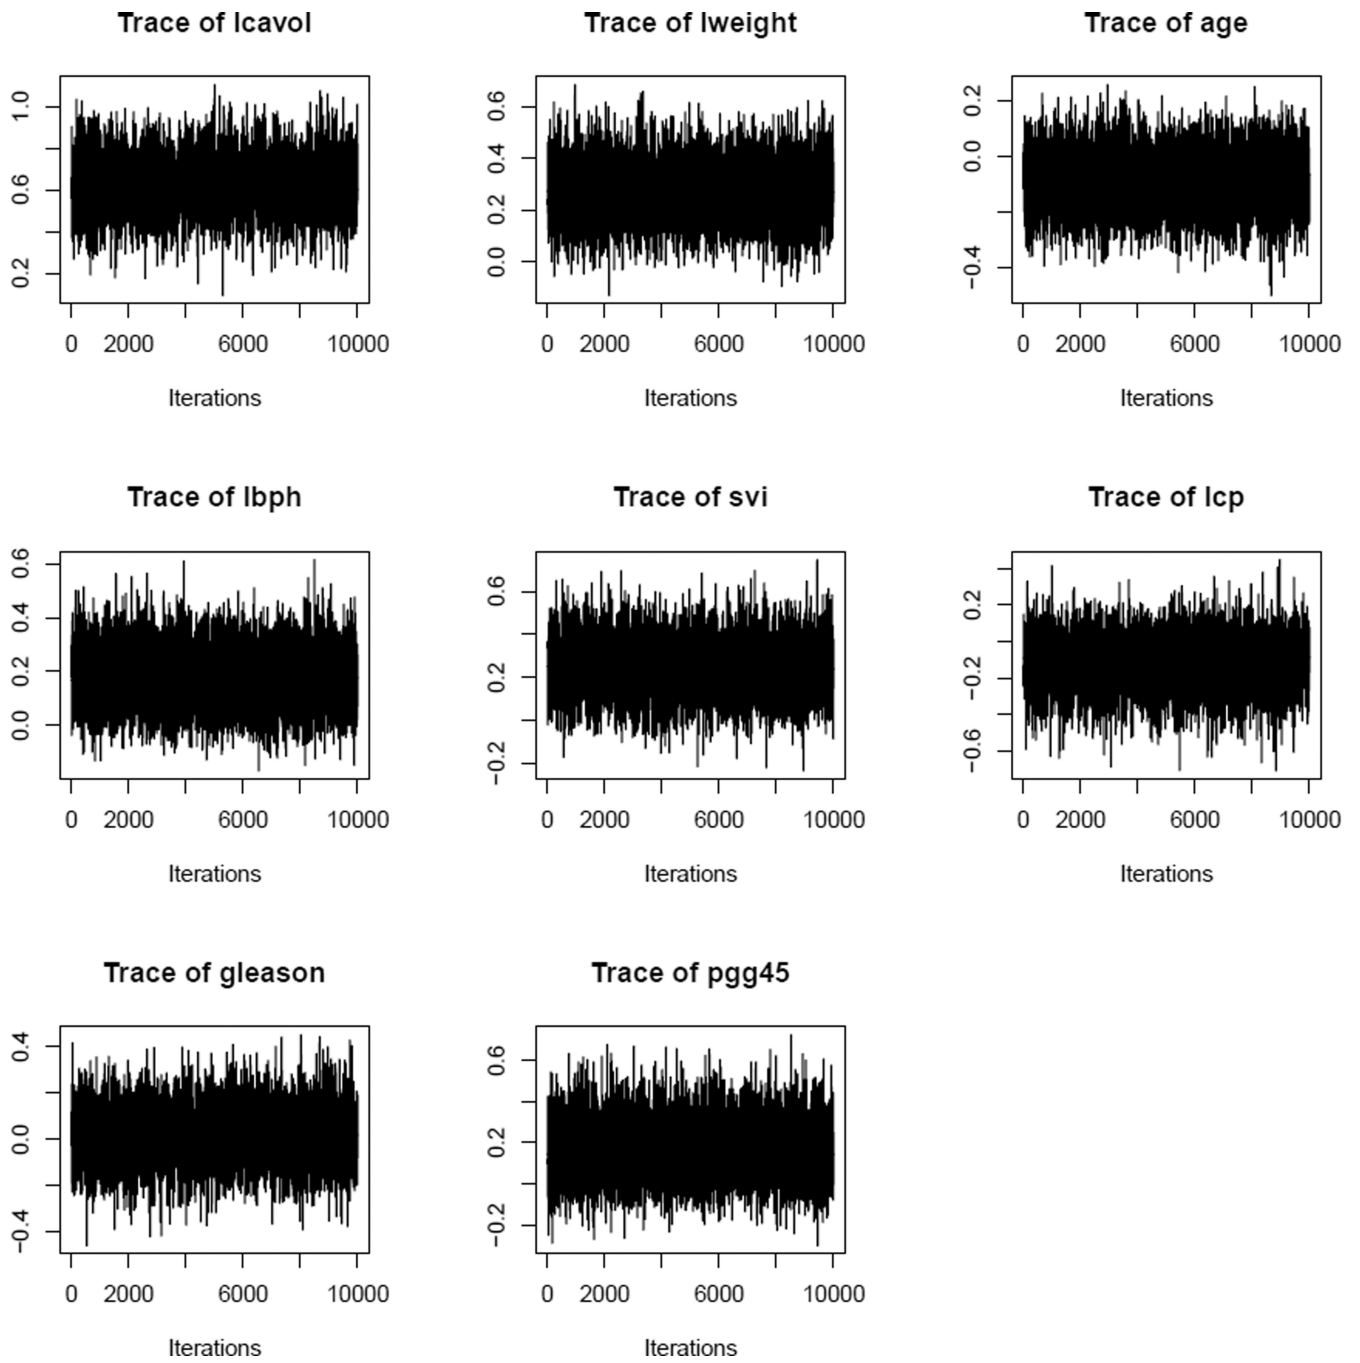 Trace of lcavol
1.0
0.6
0.2
0 2000 6000 10000
Iterations
Trace of lweight
0.6
0.4
0.2
0.0
0 2000 6000 10000
Iterations
Trace of age
0.2
0.0
−0.4
0 2000 6000 10000
Iterations
Trace of lbph
0.6
0.4
0.2
0.0
0 2000 6000 10000
Iterations
Trace of svi
0.6
0.2
−0.2
0 2000 6000 10000
Iterations
Trace of lcp
0.2
−0.2
−0.6
0 2000 6000 10000
Iterations
Trace of gleason
0.4
0.0
−0.4
0 2000 6000 10000
Iterations
Trace of pgg45
0.6
0.2
−0.2
0 2000 6000 10000
Iterations